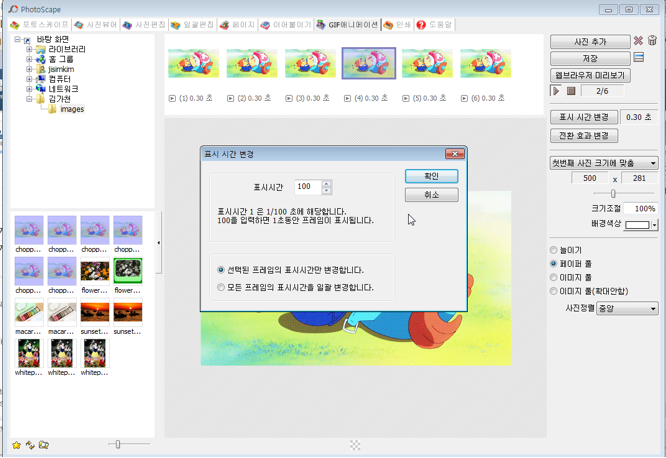 PhotoScape
포토스케이프
사진뷰어
사진편집
일괄편집
페이지
이어붙이기
GIF애니메이션
인쇄
도움말
바탕 화면
라이브러리
홈 그룹
jisimkim
컴퓨터
네트워크
김가천
images
(1) 0.30 초
(2) 0.30 초
(3) 0.30 초
(4) 0.30 초
(5) 0.30 초
(6) 0.30 초
사진 추가
저장
웹브라우저 미리보기
2/6
표시 시간 변경
0.30 초
전환 효과 변경
첫번째 사진 크기에 맞춤
500 x 281
크기조절 100%
배경색상
늘이기
페이퍼 풀
이미지 풀
이미지 풀(확대안함)
사진정렬 중앙
표시 시간 변경
표시시간 100
확인
취소
표시시간 1 은 1/100 초에 해당합니다.
100을 입력하면 1초동안 프레임이 표시됩니다.
선택된 프레임의 표시시간만 변경합니다.
모든 프레임의 표시시간을 일괄 변경합니다.
chopp...
chopp...
chopp...
chopp...
chopp...
chopp...
flower...
flower...
macar...
macar...
sunset...
sunset...
whitep...
whitep...
whitep...